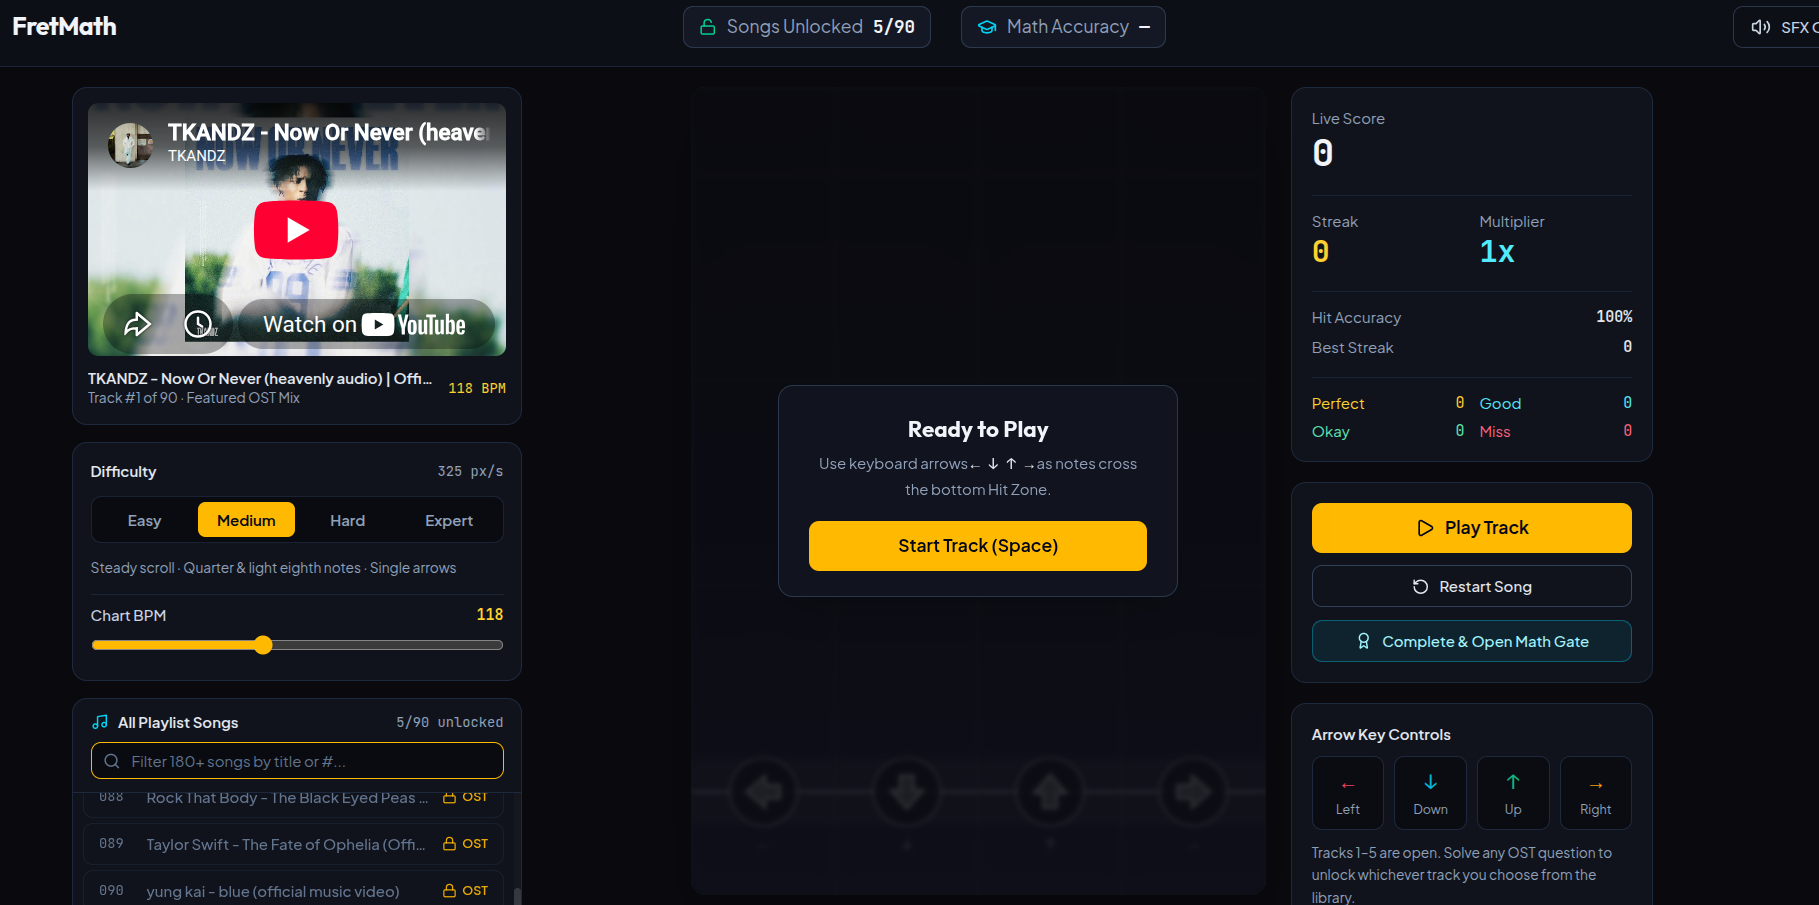 FretMath
Songs Unlocked 5/90
Math Accuracy –
SFX
TKANDZ - Now Or Never (heave
TKANDZ
NOW OR NEVER
99
Watch on YouTube
TKANDZ - Now Or Never (heavenly audio) | Offi...
118 BPM
Track #1 of 90 · Featured OST Mix
Difficulty
325 px/s
Easy
Medium
Hard
Expert
Steady scroll · Quarter & light eighth notes · Single arrows
Chart BPM
118
All Playlist Songs
5/90 unlocked
Filter 180+ songs by title or #...
088 Rock That Body - The Black Eyed Peas ... OST
089 Taylor Swift - The Fate of Ophelia (Offi... OST
090 yung kai - blue (official music video) OST
Ready to Play
Use keyboard arrows ← ↓ ↑ → as notes cross
the bottom Hit Zone.
Start Track (Space)
Live Score
0
Streak
Multiplier
0
1x
Hit Accuracy 100%
Best Streak 0
Perfect 0 Good 0
Okay 0 Miss 0
Play Track
Restart Song
Complete & Open Math Gate
Arrow Key Controls
← ↓ ↑ →
Left Down Up Right
Tracks 1–5 are open. Solve any OST question to
unlock whichever track you choose from the
library.